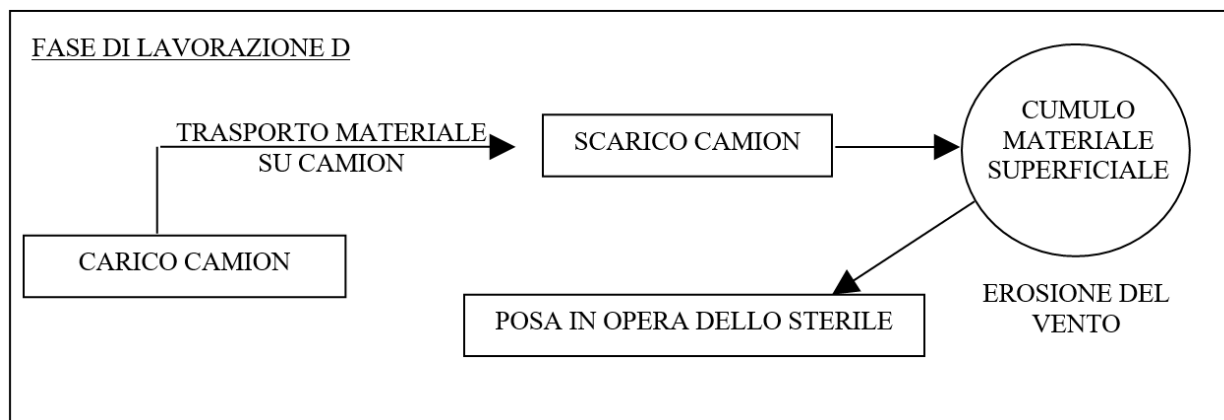 FASE DI LAVORAZIONE D
TRASPORTO MATERIALE
SU CAMION
SCARICO CAMION
CUMULO
MATERIALE
SUPERFICIALE
CARICO CAMION
POSA IN OPERA DELLO STERILE
EROSIONE DEL
VENTO